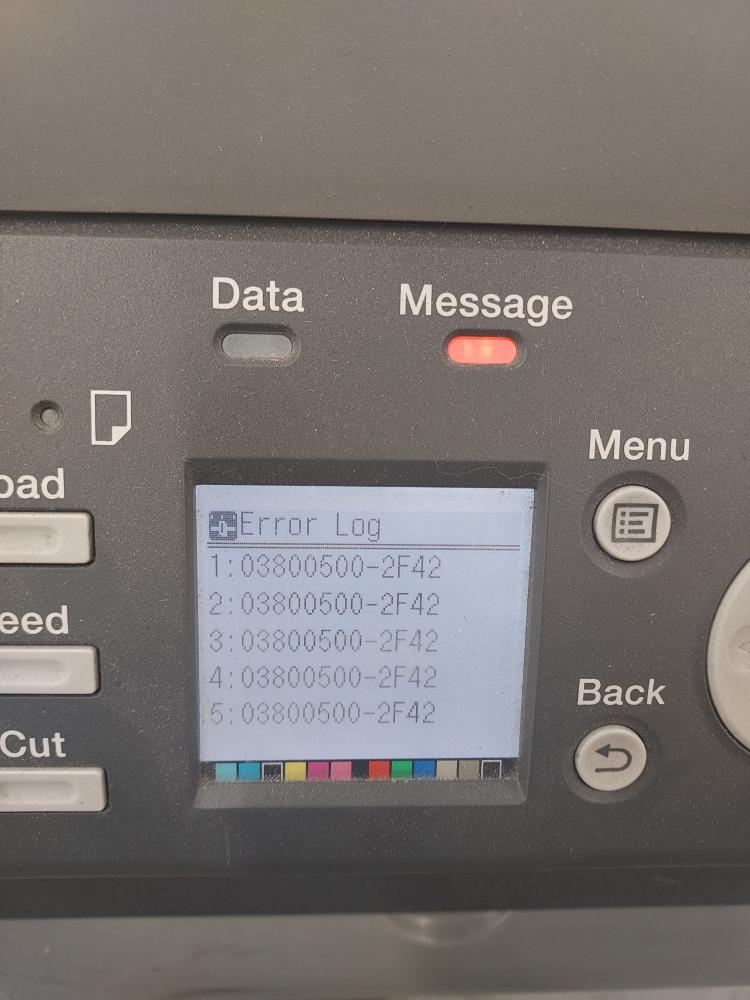 Data
Message
Menu
oad
Error Log
1:03800500-2F42
2:03800500-2F42
3:03800500-2F42
4:03800500-2F42
5:03800500-2F42
eed
Back
Cut